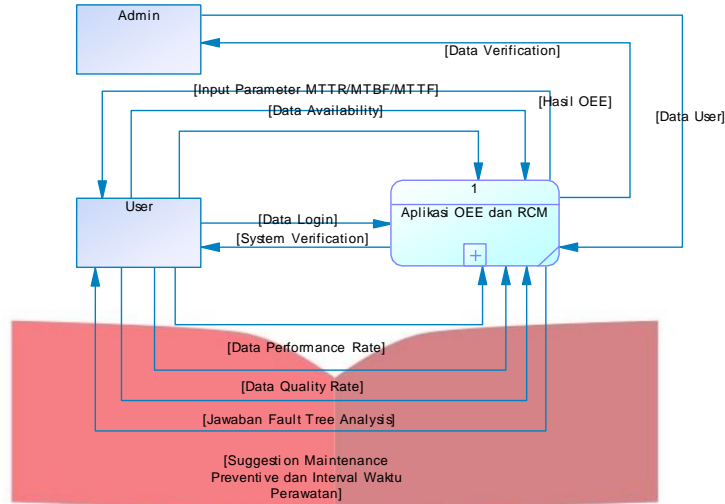 Admin
[Data Verification]
[Input Parameter MTTR/MTBF/MTTF]
[Hasil OEE]
[Data Availability]
[Data User]
1
User
Aplikasi OEE dan RCM
[Data Login]
[System Verification]
+
[Data Performance Rate]
[Data Quality Rate]
[Jawaban Fault Tree Analysis]
[Suggestion Maintenance
Preventive dan Interval Waktu
Perawatan]